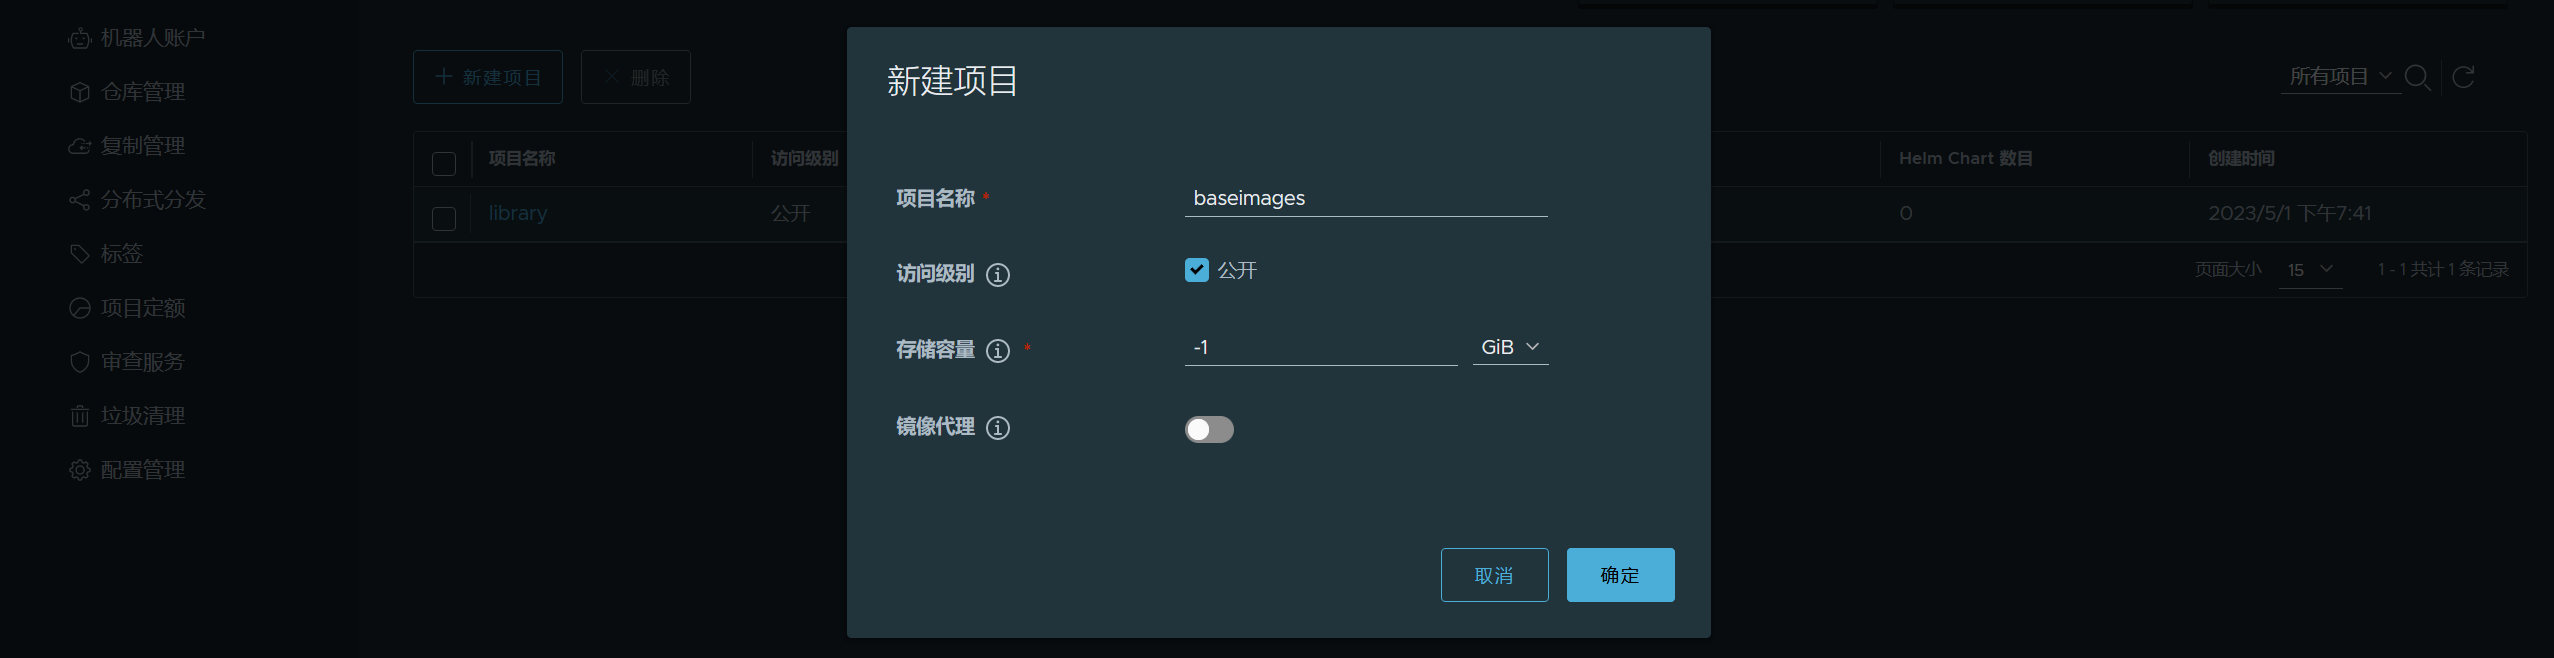 机器人账户
仓库管理
复制管理
分布式分发
标签
项目定额
审查服务
垃圾清理
配置管理
新建项目
删除
所有项目
项目名称 访问级别 Helm Chart 数目 创建时间
library 公开 0 2023/5/1 下午7:41
页面大小 15 1 - 1 共计 1 条记录
新建项目
项目名称 * baseimages
访问级别 公开
存储容量 * -1 GiB
镜像代理
取消 确定